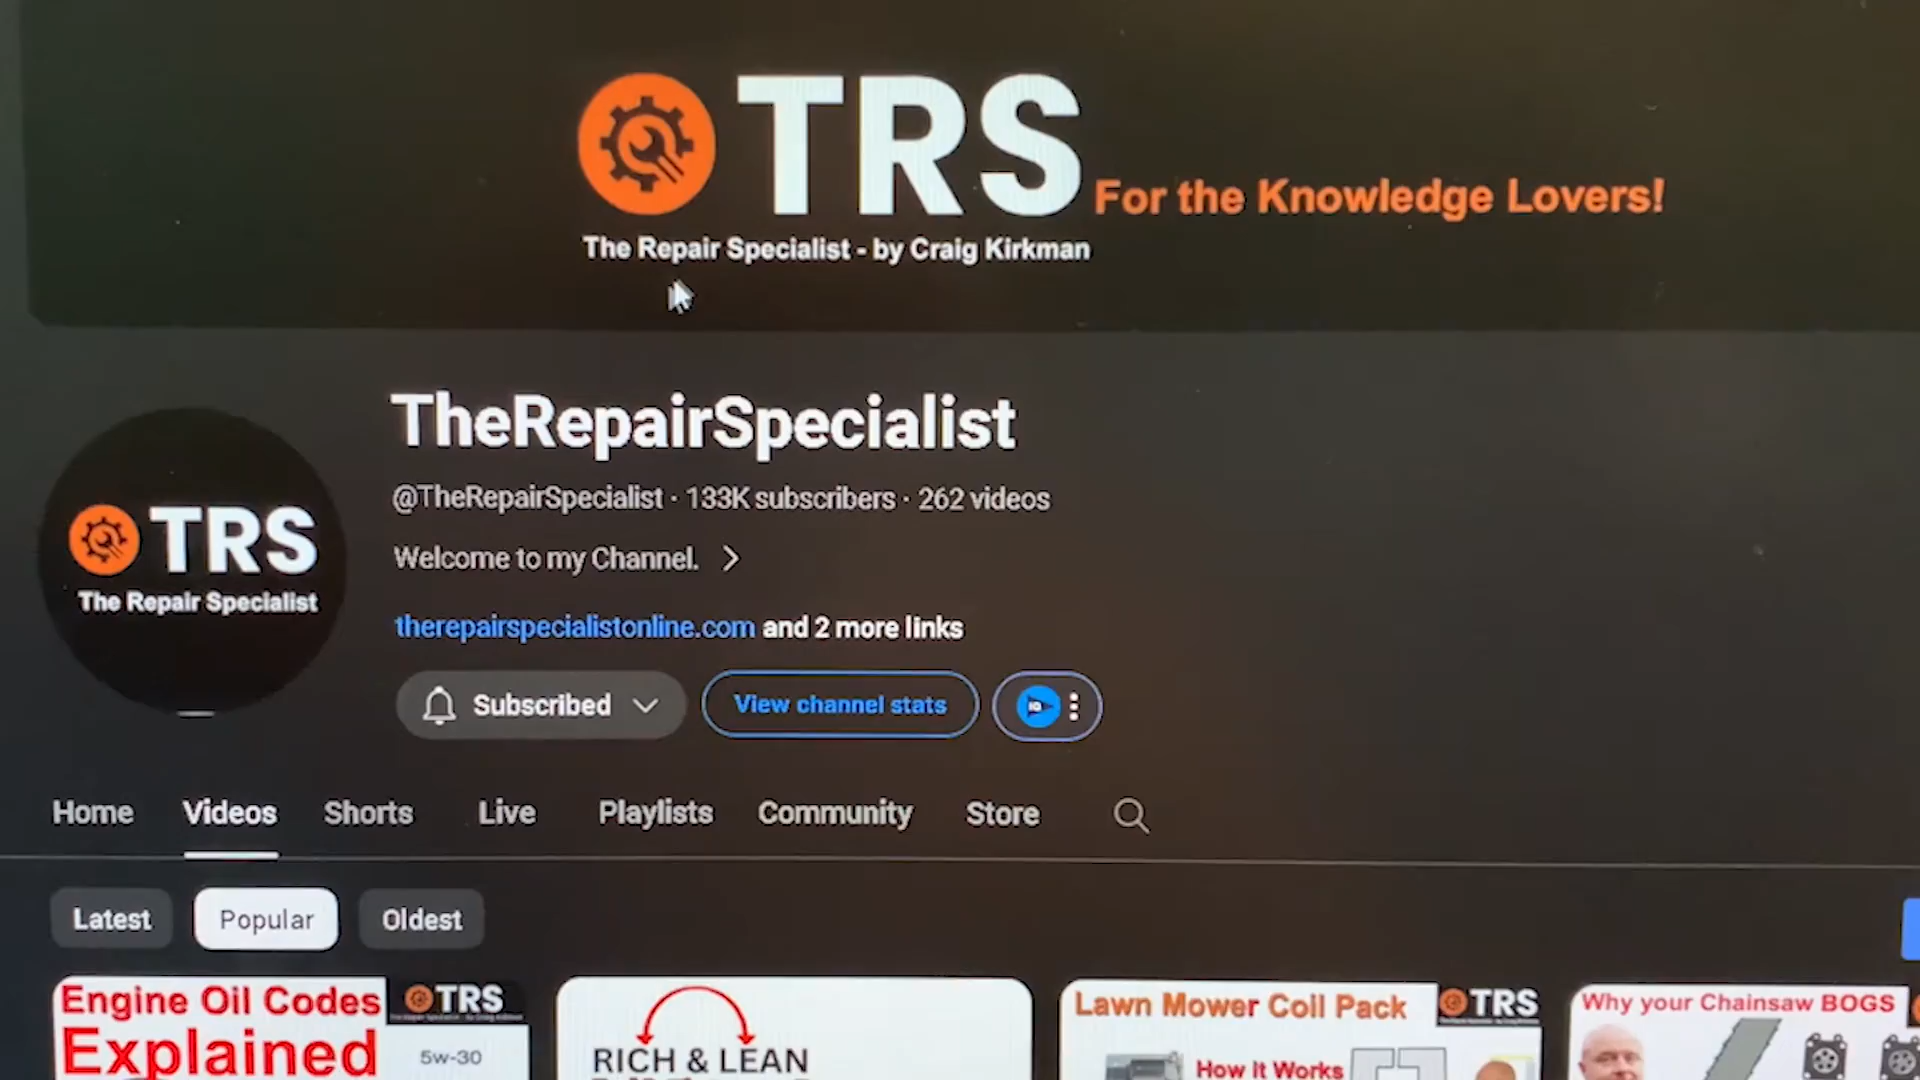 TRS
For the Knowledge Lovers!
The Repair Specialist - by Craig Kirkman
TheRepairSpecialist
@TheRepairSpecialist · 133K subscribers · 262 videos
Welcome to my Channel.
TRS
The Repair Specialist
therepairspecialistonline.com and 2 more links
Subscribed
View channel stats
Home Videos Shorts Live Playlists Community Store
Latest Popular Oldest
Engine Oil Codes
Explained
TRS
5w-30
RICH & LEAN
Lawn Mower Coil Pack
TRS
How it Works
Why your Chainsaw BOGS